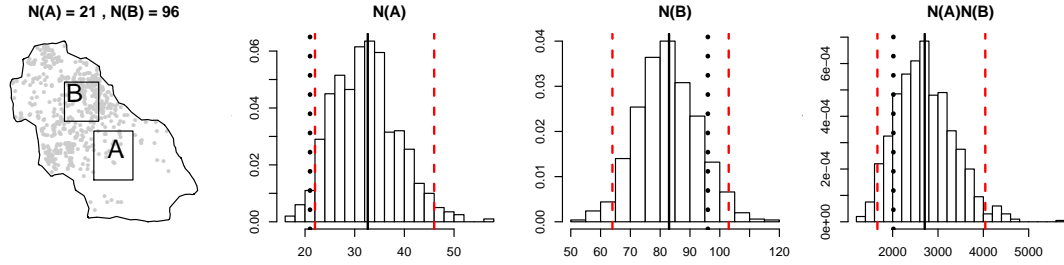 N(A) = 21 , N(B) = 96
B
A
N(A)
0.00 0.02 0.04 0.06
20 30 40 50
N(B)
0.00 0.01 0.02 0.03 0.04
50 60 70 80 90 100 120
N(A)N(B)
0e+00 2e-04 4e-04 6e-04
2000 3000 4000 5000